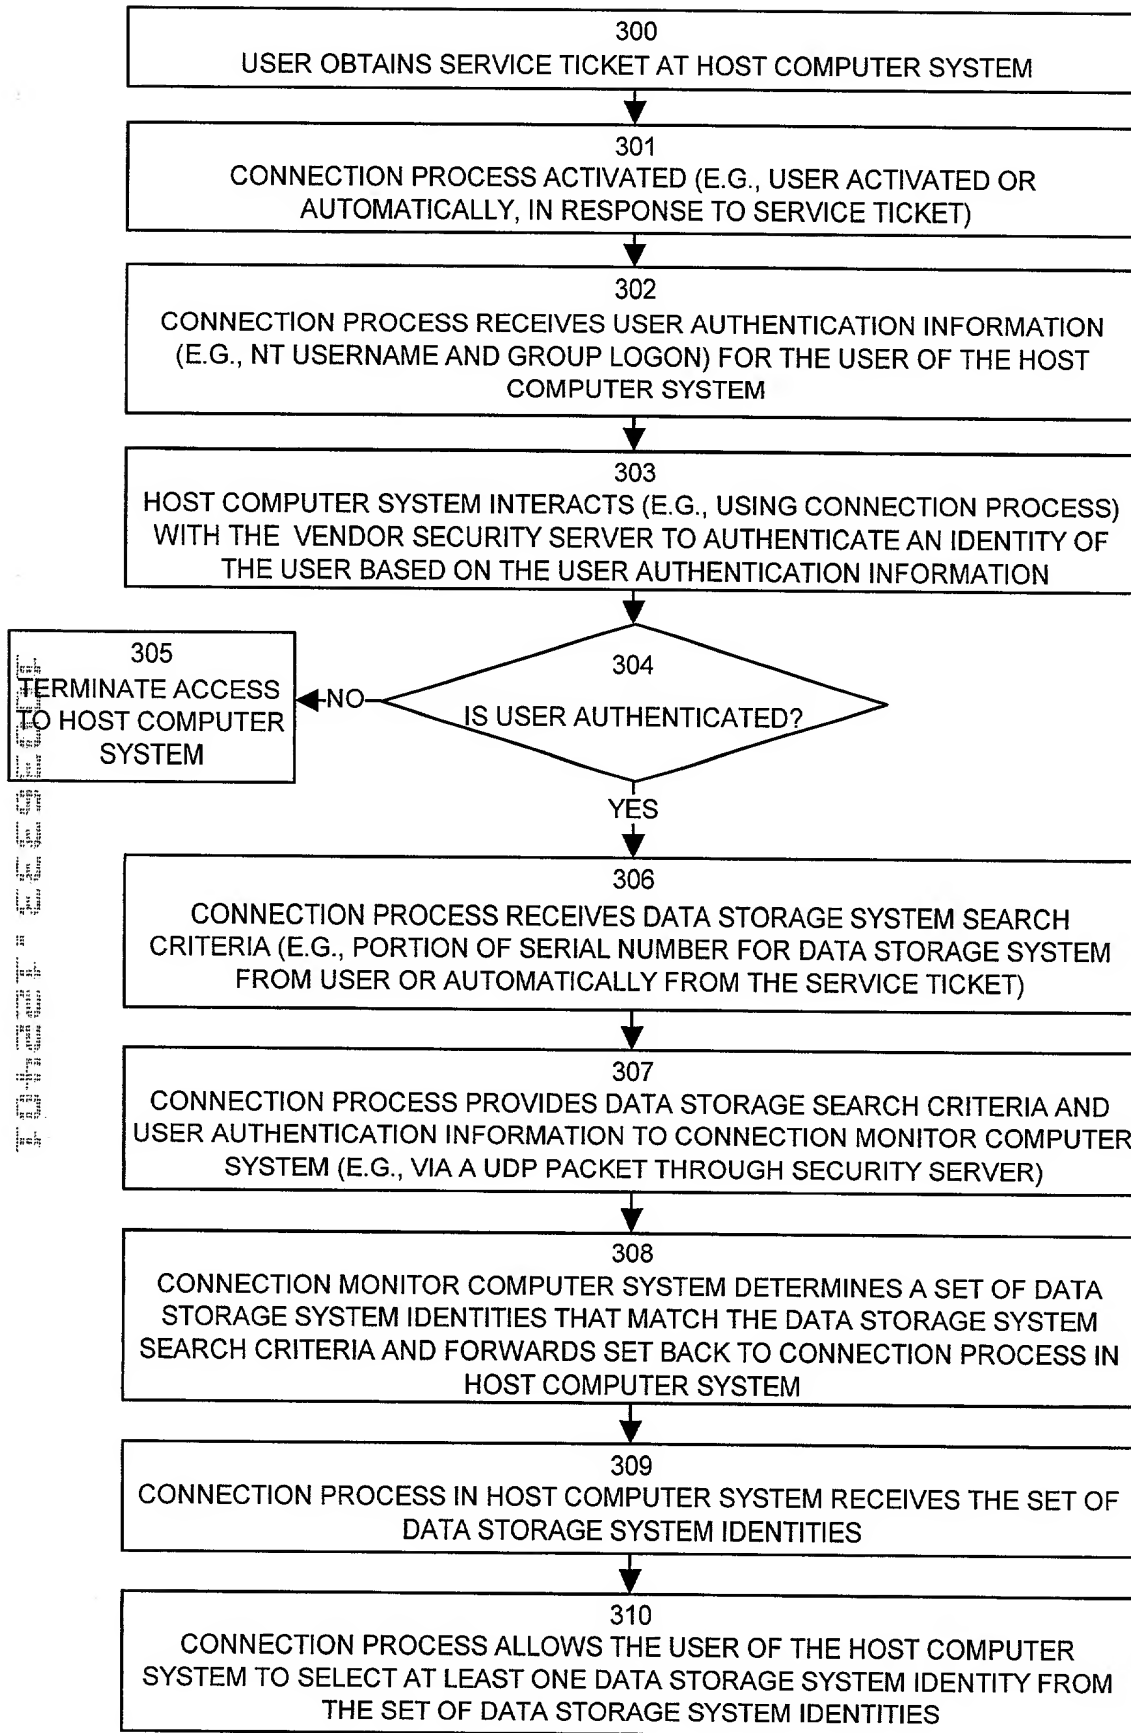 300
USER OBTAINS SERVICE TICKET AT HOST COMPUTER SYSTEM
301
CONNECTION PROCESS ACTIVATED (E.G., USER ACTIVATED OR
AUTOMATICALLY, IN RESPONSE TO SERVICE TICKET)
302
CONNECTION PROCESS RECEIVES USER AUTHENTICATION INFORMATION
(E.G., NT USERNAME AND GROUP LOGON) FOR THE USER OF THE HOST
COMPUTER SYSTEM
303
HOST COMPUTER SYSTEM INTERACTS (E.G., USING CONNECTION PROCESS)
WITH THE VENDOR SECURITY SERVER TO AUTHENTICATE AN IDENTITY OF
THE USER BASED ON THE USER AUTHENTICATION INFORMATION
304
IS USER AUTHENTICATED?
NO
305
TERMINATE ACCESS
TO HOST COMPUTER
SYSTEM
YES
306
CONNECTION PROCESS RECEIVES DATA STORAGE SYSTEM SEARCH
CRITERIA (E.G., PORTION OF SERIAL NUMBER FOR DATA STORAGE SYSTEM
FROM USER OR AUTOMATICALLY FROM THE SERVICE TICKET)
307
CONNECTION PROCESS PROVIDES DATA STORAGE SEARCH CRITERIA AND
USER AUTHENTICATION INFORMATION TO CONNECTION MONITOR COMPUTER
SYSTEM (E.G., VIA A UDP PACKET THROUGH SECURITY SERVER)
308
CONNECTION MONITOR COMPUTER SYSTEM DETERMINES A SET OF DATA
STORAGE SYSTEM IDENTITIES THAT MATCH THE DATA STORAGE SYSTEM
SEARCH CRITERIA AND FORWARDS SET BACK TO CONNECTION PROCESS IN
HOST COMPUTER SYSTEM
309
CONNECTION PROCESS IN HOST COMPUTER SYSTEM RECEIVES THE SET OF
DATA STORAGE SYSTEM IDENTITIES
310
CONNECTION PROCESS ALLOWS THE USER OF THE HOST COMPUTER
SYSTEM TO SELECT AT LEAST ONE DATA STORAGE SYSTEM IDENTITY FROM
THE SET OF DATA STORAGE SYSTEM IDENTITIES